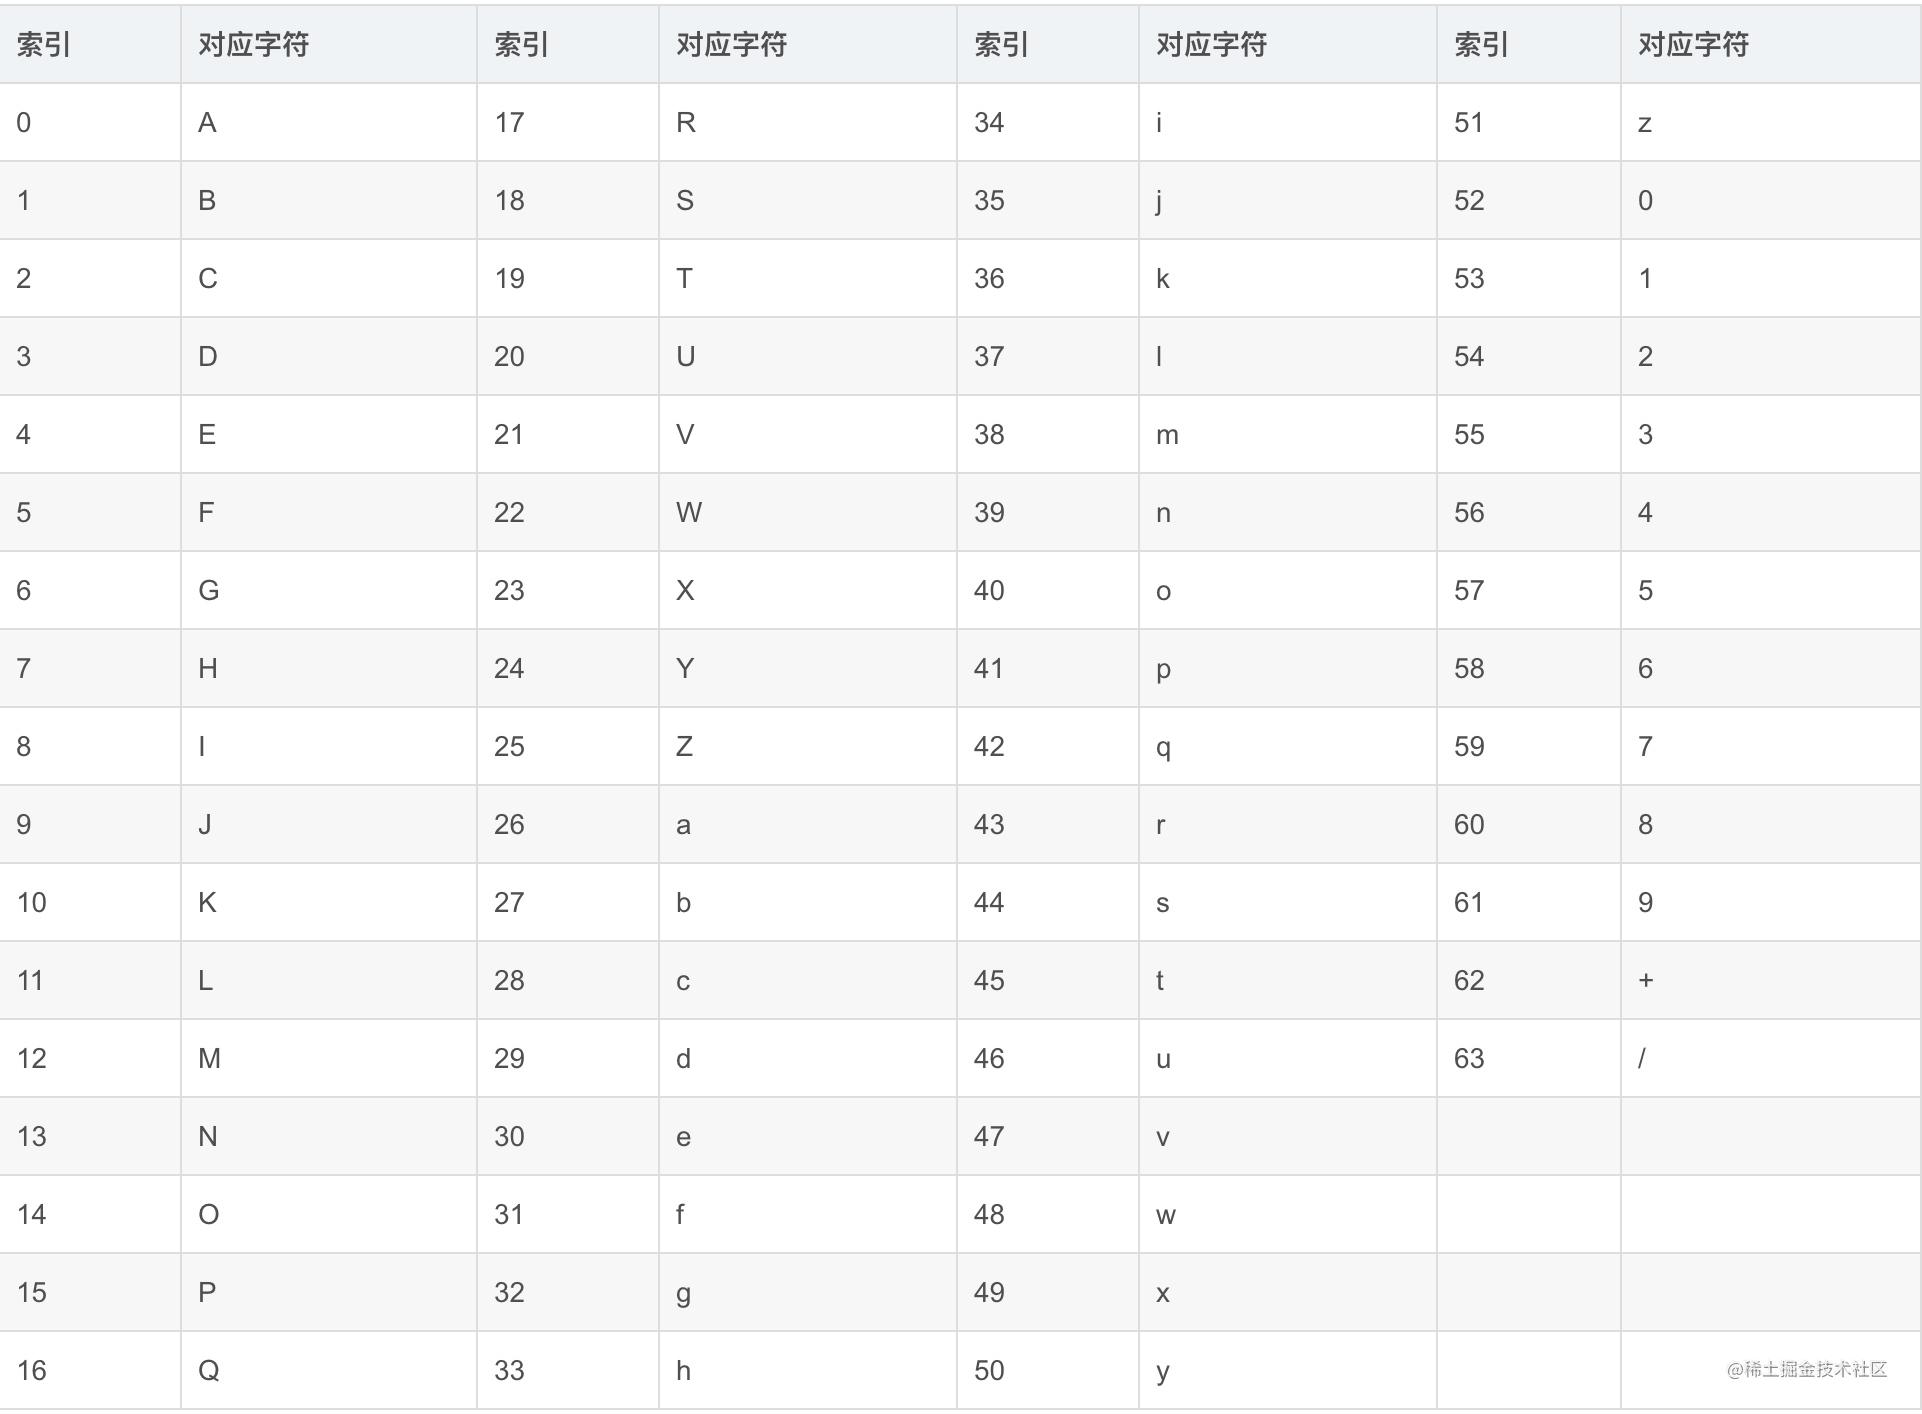 索引 对应字符 索引 对应字符 索引 对应字符 索引 对应字符
0 A 17 R 34 i 51 z
1 B 18 S 35 j 52 0
2 C 19 T 36 k 53 1
3 D 20 U 37 l 54 2
4 E 21 V 38 m 55 3
5 F 22 W 39 n 56 4
6 G 23 X 40 o 57 5
7 H 24 Y 41 p 58 6
8 I 25 Z 42 q 59 7
9 J 26 a 43 r 60 8
10 K 27 b 44 s 61 9
11 L 28 c 45 t 62 +
12 M 29 d 46 u 63 /
13 N 30 e 47 v
14 O 31 f 48 w
15 P 32 g 49 x
16 Q 33 h 50 y
@稀土掘金技术社区